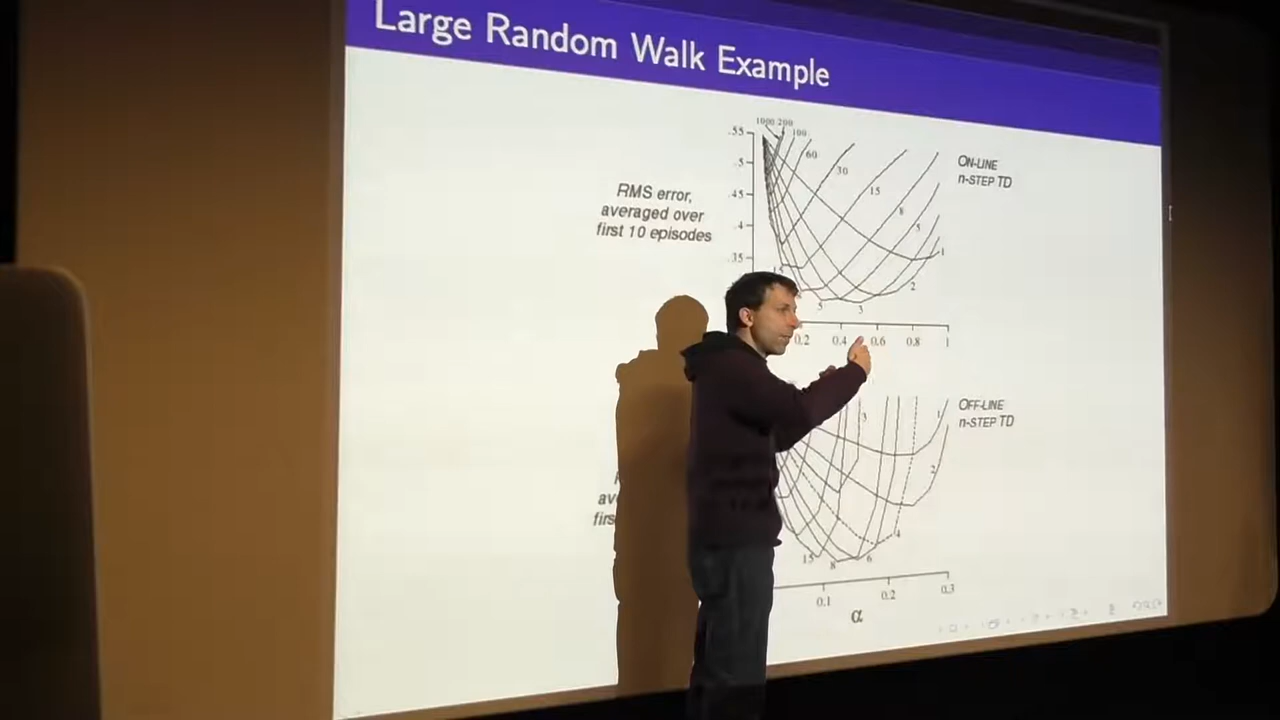 Large Random Walk Example
1000 200
100
60
30
15
8
5
1
2
3
5
.55
.5
.45
.4
.35
ON-LINE
n-STEP TD
RMS error,
averaged over
first 10 episodes
0.2 0.4 0.6 0.8 1
OFF-LINE
n-STEP TD
3
1
2
4
6
8
15
0.1 0.2 0.3
α